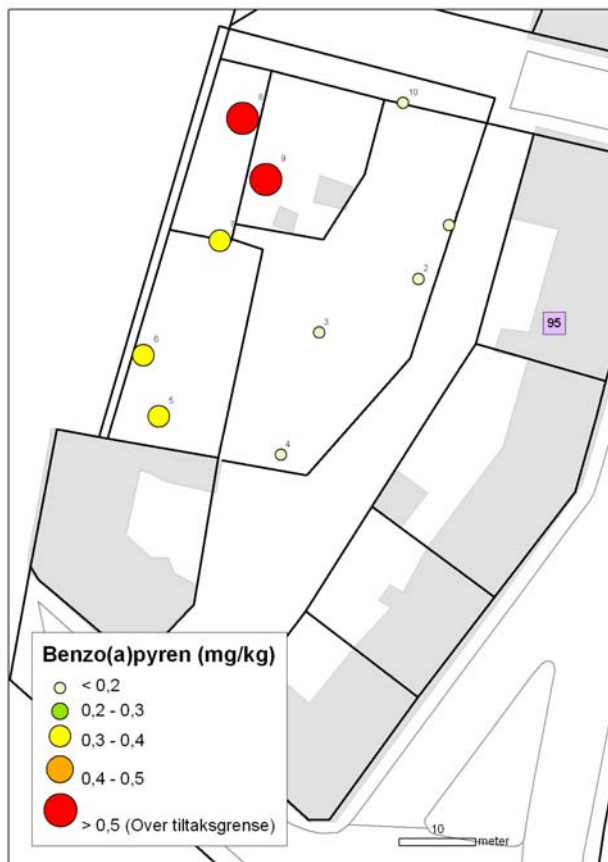 8
10
9
1
7
2
3
95
6
5
4
Benzo(a)pyren (mg/kg)
< 0,2
0,2 - 0,3
0,3 - 0,4
0,4 - 0,5
> 0,5 (Over tiltaksgrense)
10
meter